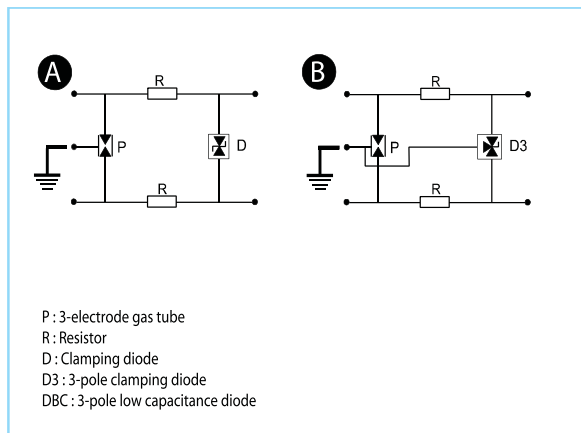 A
B
R
R
P
D
P
D3
R
R
P : 3-electrode gas tube
R : Resistor
D : Clamping diode
D3 : 3-pole clamping diode
DBC : 3-pole low capacitance diode